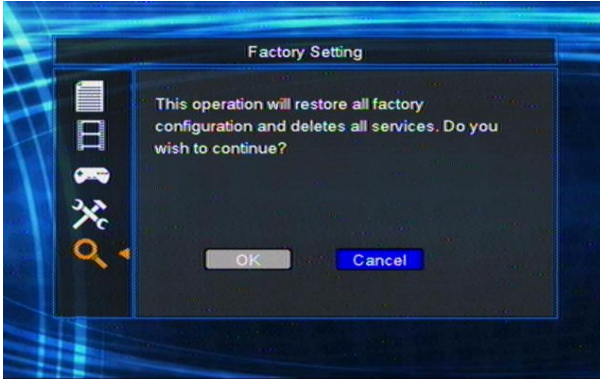 Factory Setting
This operation will restore all factory
configuration and deletes all services. Do you
wish to continue?
OK
Cancel